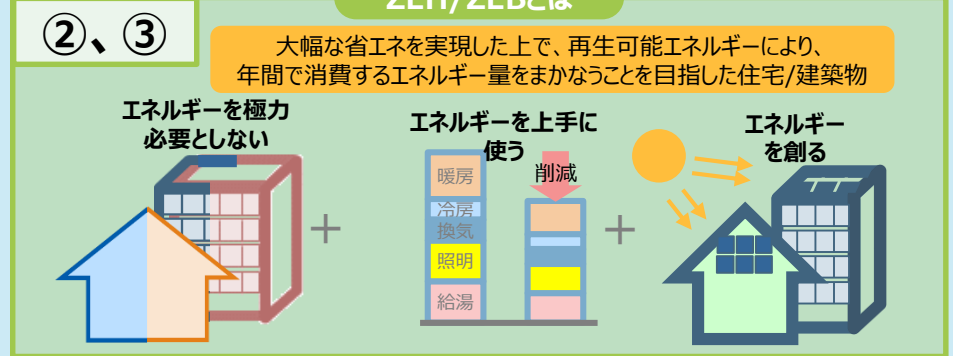 ZEH/ZEBとは
②、③
大幅な省エネを実現した上で、再生可能エネルギーにより、
年間で消費するエネルギー量をまかなうことを目指した住宅/建築物
エネルギーを極力
必要としない
エネルギーを上手に
使う
エネルギー
を創る
暖房
冷房
換気
照明
給湯
削減